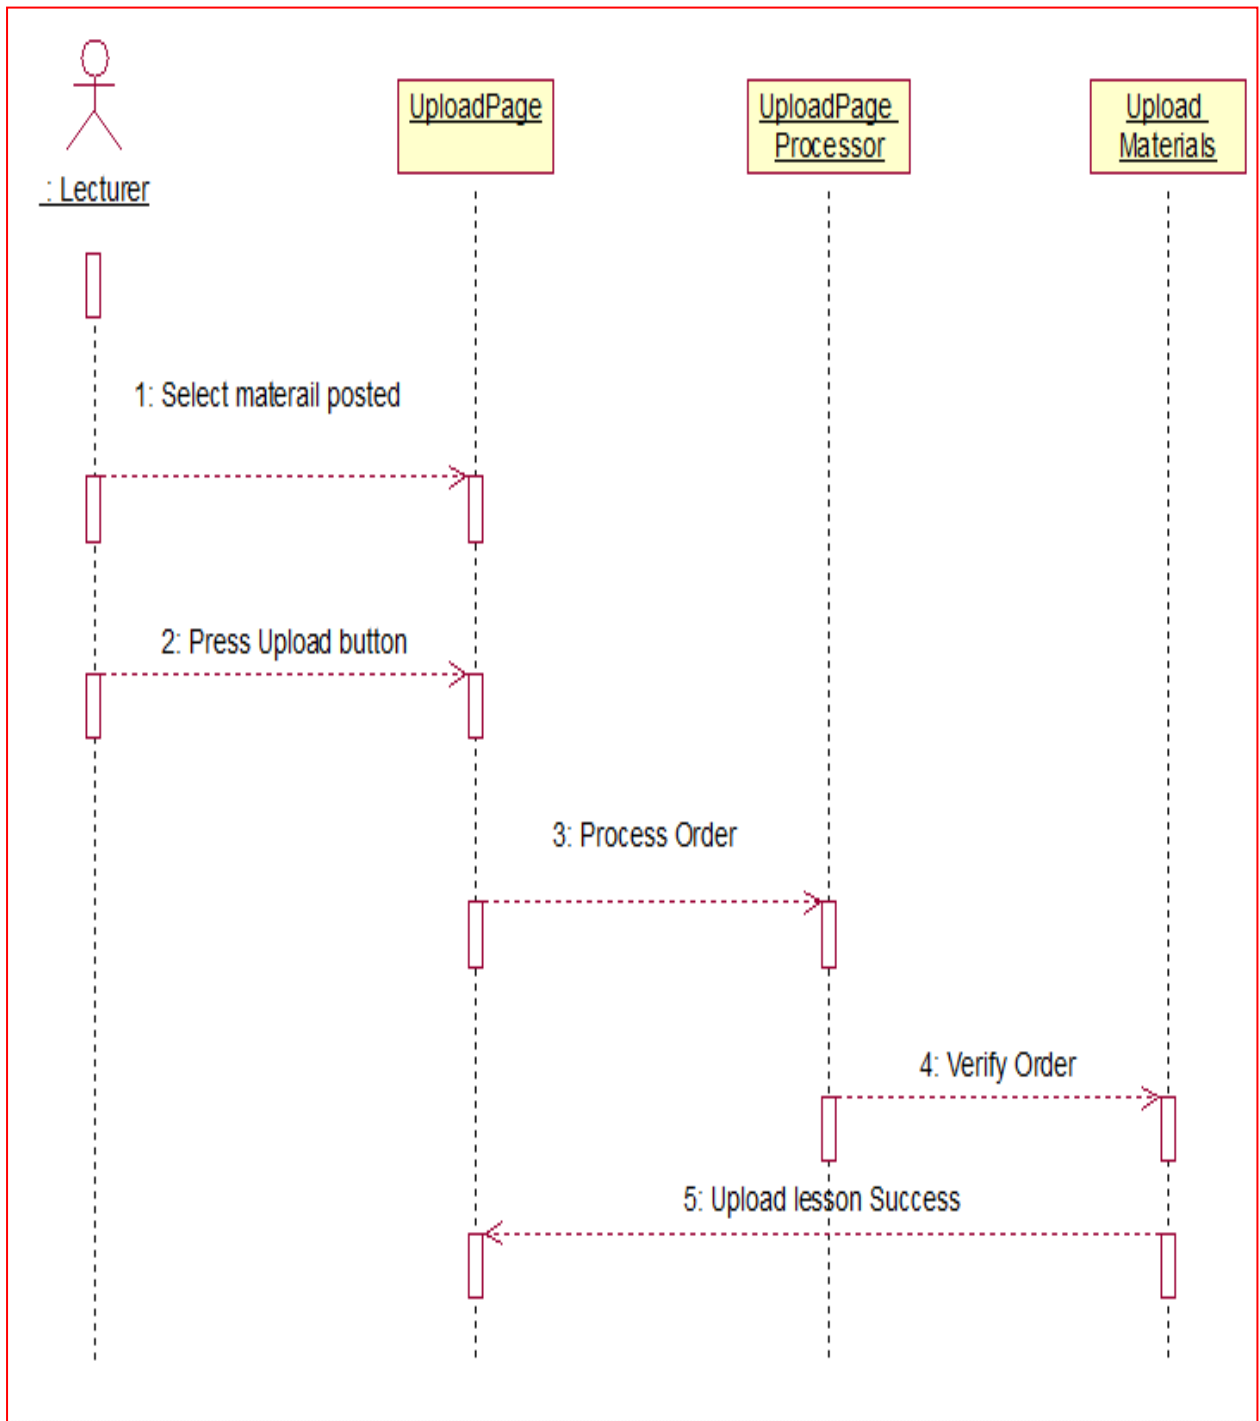 UploadPage
UploadPage
Processor
Upload
Materials
: Lecturer
1: Select materail posted
2: Press Upload button
3: Process Order
4: Verify Order
5: Upload lesson Success